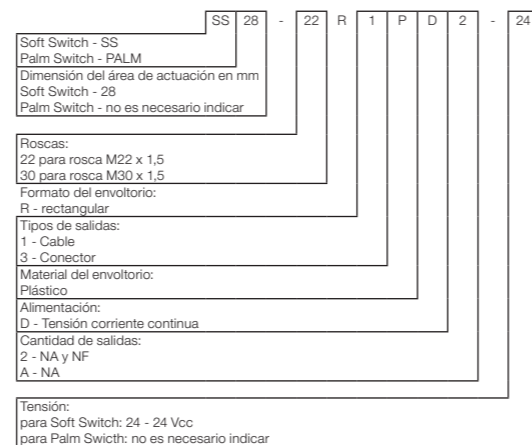 SS 28 - 22 R 1 P D 2 - 24
Soft Switch - SS
Palm Switch - PALM
Dimensión del área de actuación en mm
Soft Switch - 28
Palm Switch - no es necesario indicar
Roscas:
22 para rosca M22 x 1,5
30 para rosca M30 x 1,5
Formato del envoltorio:
R - rectangular
Tipos de salidas:
1 - Cable
3 - Conector
Material del envoltorio:
Plástico
Alimentación:
D - Tensión corriente continua
Cantidad de salidas:
2 - NA y NF
A - NA
Tensión:
para Soft Switch: 24 - 24 Vcc
para Palm Swicth: no es necesario indicar